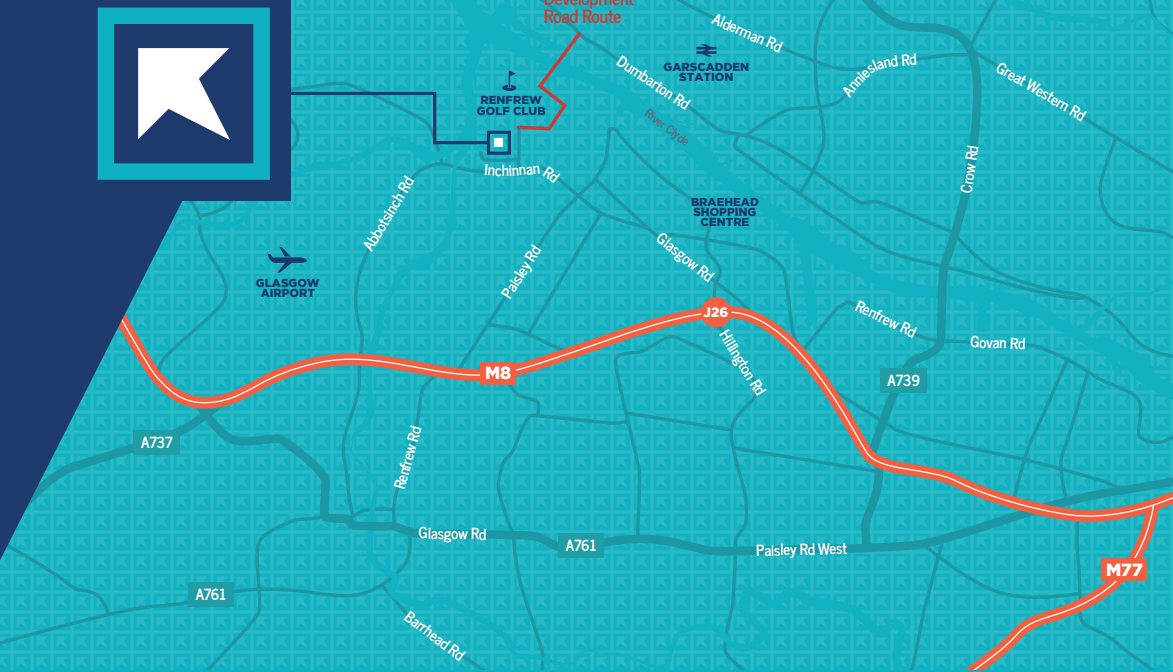 Development
Road Route
Alderman Rd
GARSCADDEN
STATION
Anniesland Rd
Great Western Rd
Dumbarton Rd
RENFREW
GOLF CLUB
River Clyde
Crow Rd
Inchinnan Rd
Abbotsinch Rd
BRAEHEAD
SHOPPING
CENTRE
Glasgow Rd
Paisley Rd
GLASGOW
AIRPORT
J26
Renfrew Rd
Govan Rd
Hillington Rd
M8
A739
A737
Renfrew Rd
Glasgow Rd
A761
Paisley Rd West
M77
A761
Barrhead Rd